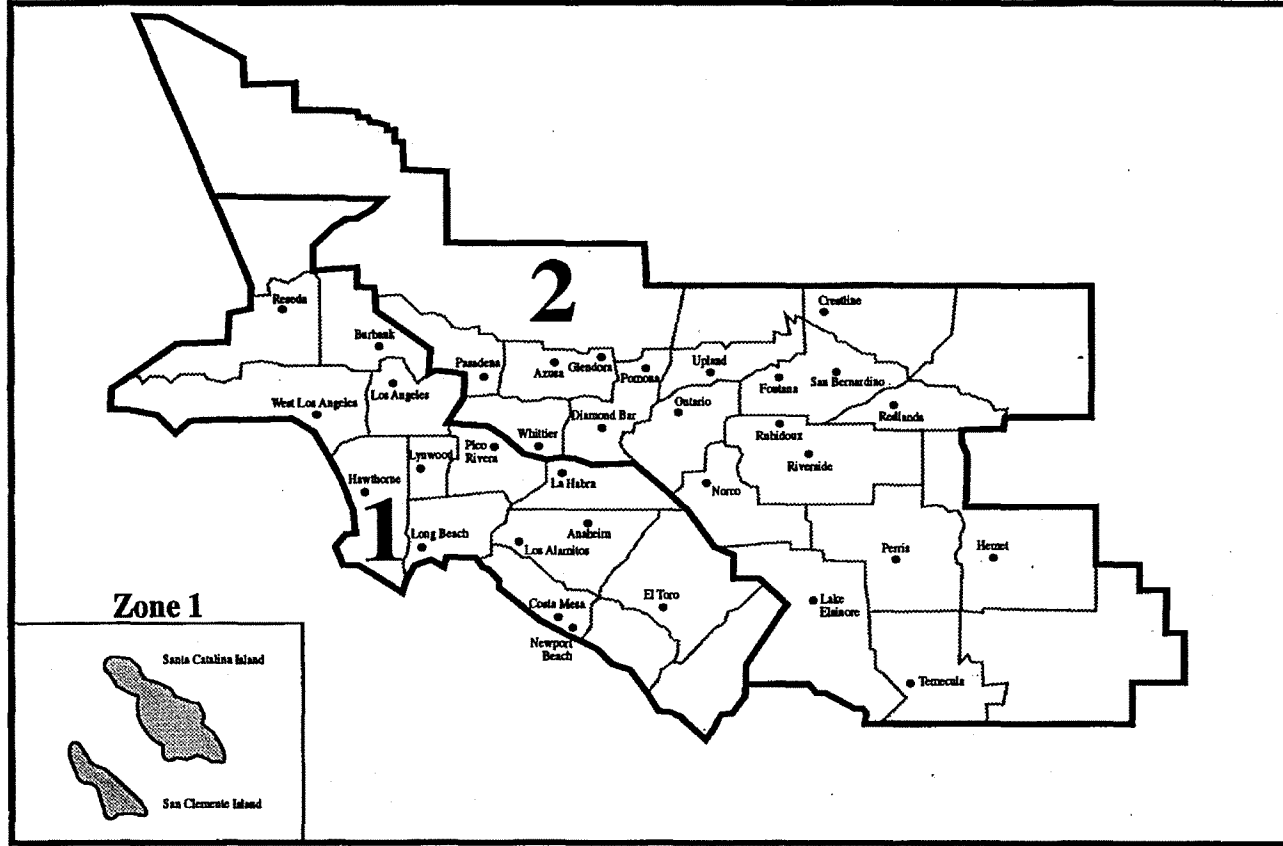 2
Crestline
Reseda
Burbank
Pasadena
Azusa
Glendora
Pomona
Upland
Fontana
San Bernardino
Redlands
West Los Angeles
Los Angeles
Ontario
Diamond Bar
Whittier
Pico
Rivera
Rubidoux
Riverside
Lynwood
Hawthorne
La Habra
Norco
1
Long Beach
Anaheim
Los Alamitos
Perris
Hemet
Costa Mesa
El Toro
Lake
Elsinore
Newport
Beach
Temecula
Zone 1
Santa Catalina Island
San Clemente Island